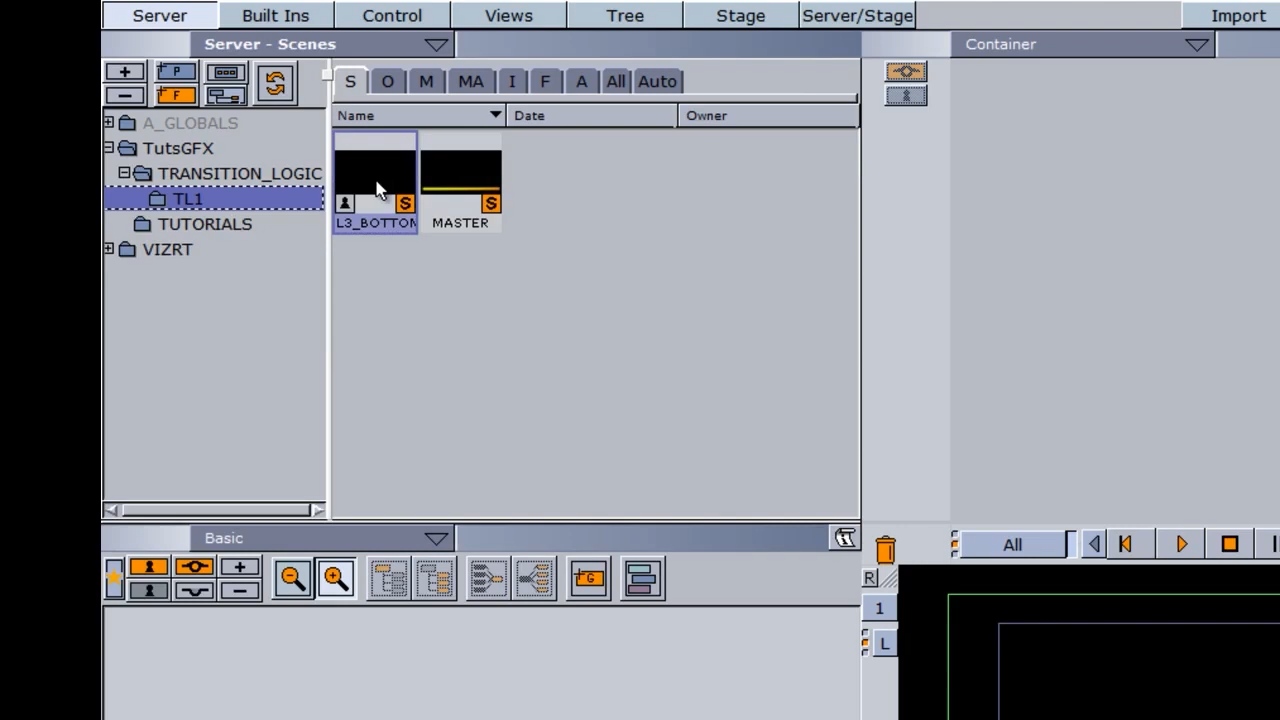 Server Built Ins Control Views Tree Stage Server/Stage Import
Server - Scenes Container
P
F
S O M MA I F A All Auto
Name Date Owner
A_GLOBALS
TutsGFX
TRANSITION_LOGIC
TL1
TUTORIALS
VIZRT
S S
L3_BOTTOM MASTER
Basic
All
G
R
1
L